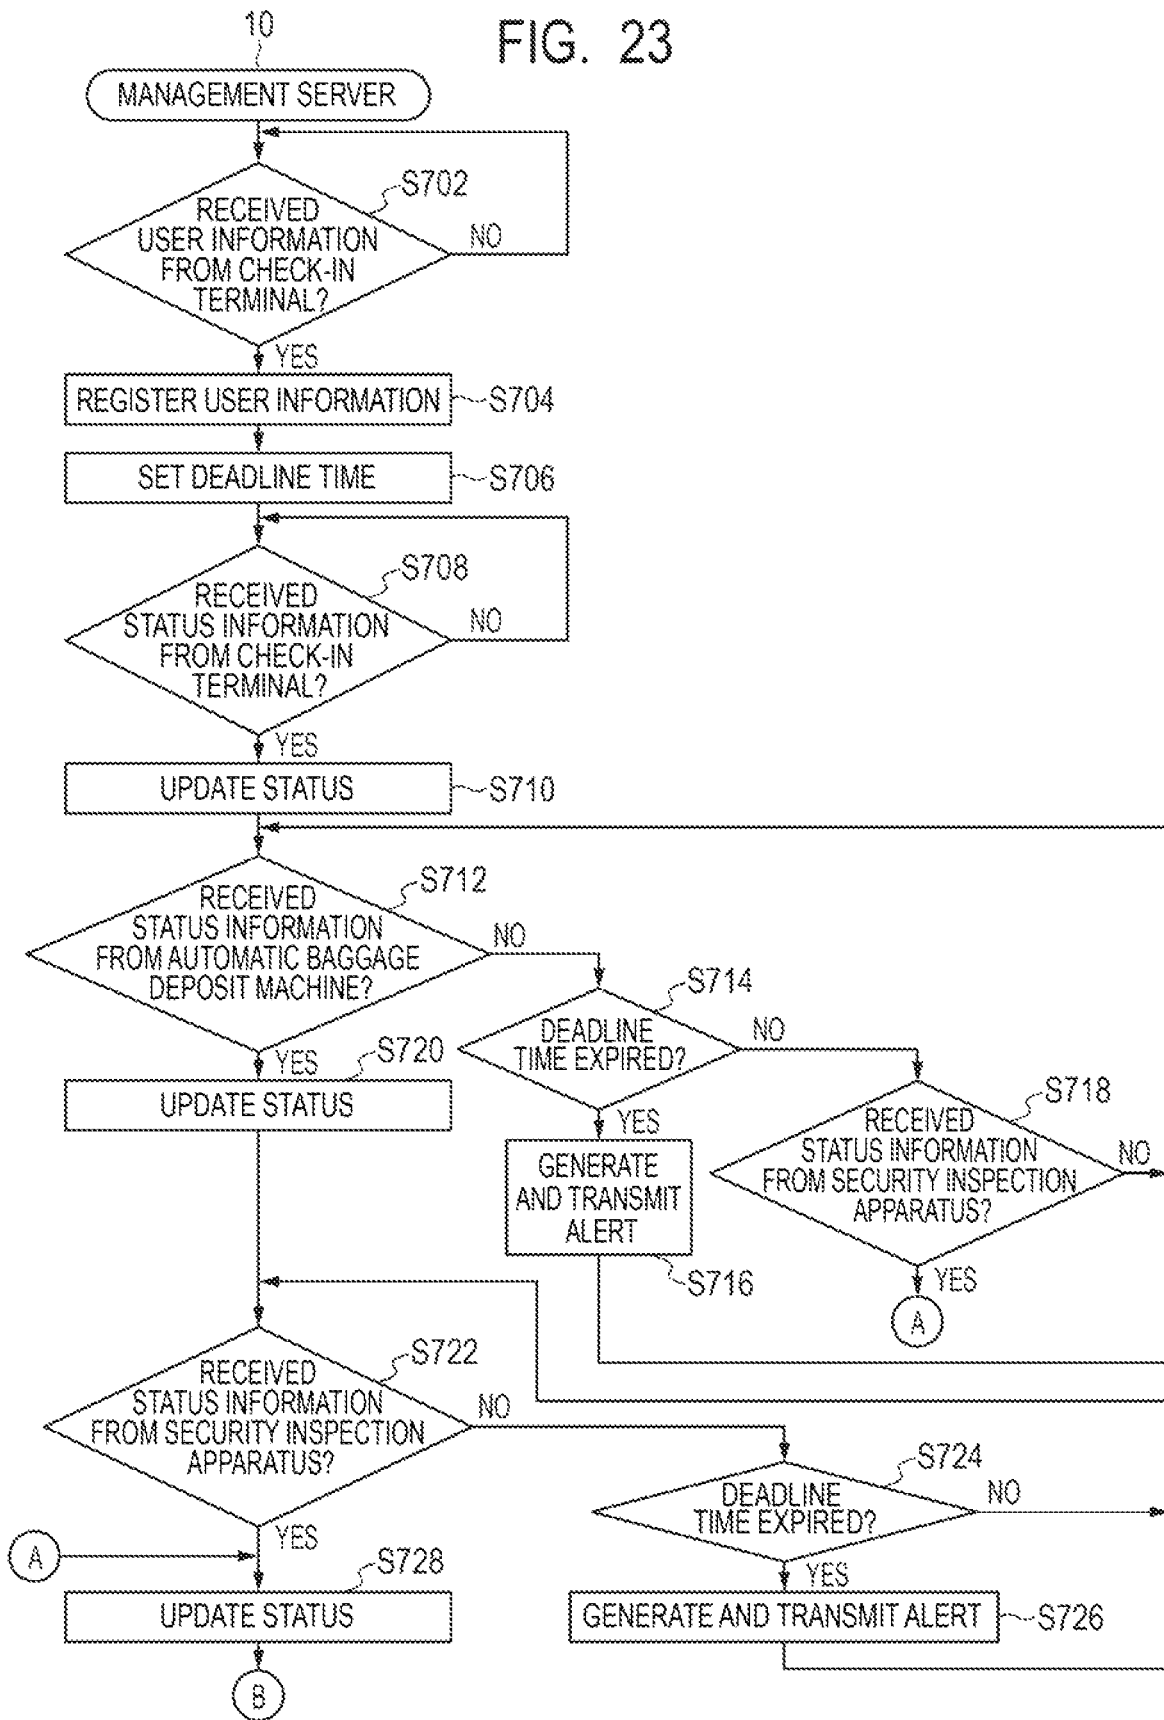 FIG. 23
10
MANAGEMENT SERVER
S702
RECEIVED
USER INFORMATION
FROM CHECK-IN
TERMINAL?
NO
YES
REGISTER USER INFORMATION
S704
SET DEADLINE TIME
S706
S708
RECEIVED
STATUS INFORMATION
FROM CHECK-IN
TERMINAL?
NO
YES
UPDATE STATUS
S710
S712
RECEIVED
STATUS INFORMATION
FROM AUTOMATIC BAGGAGE
DEPOSIT MACHINE?
NO
YES
S714
DEADLINE
TIME EXPIRED?
NO
YES
S720
UPDATE STATUS
GENERATE
AND TRANSMIT
ALERT
S716
S718
RECEIVED
STATUS INFORMATION
FROM SECURITY INSPECTION
APPARATUS?
NO
YES
A
S722
RECEIVED
STATUS INFORMATION
FROM SECURITY INSPECTION
APPARATUS?
NO
YES
S724
DEADLINE
TIME EXPIRED?
NO
YES
A
S728
UPDATE STATUS
GENERATE AND TRANSMIT ALERT
S726
B